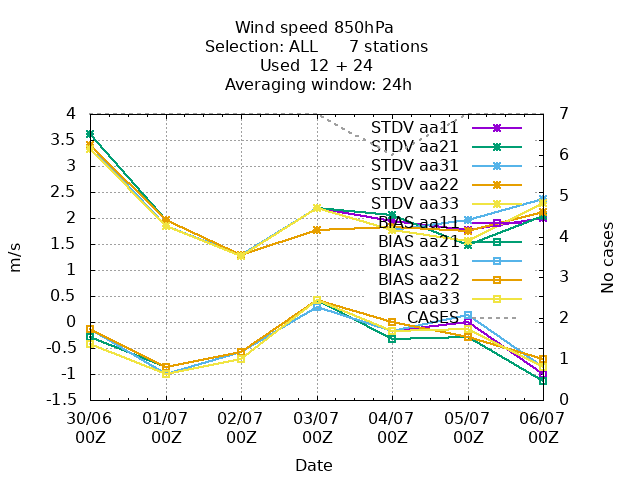 Wind speed 850hPa
Selection: ALL 7 stations
Used 12 + 24
Averaging window: 24h
4
3.5
3
2.5
2
1.5
1
0.5
0
-0.5
-1
-1.5
m/s
STDV aa11
STDV aa21
STDV aa31
STDV aa22
STDV aa33
BIAS aa11
BIAS aa21
BIAS aa31
BIAS aa22
BIAS aa33
CASES
7
6
5
4
3
2
1
0
No cases
30/06 01/07 02/07 03/07 04/07 05/07 06/07
00Z 00Z 00Z 00Z 00Z 00Z 00Z
Date